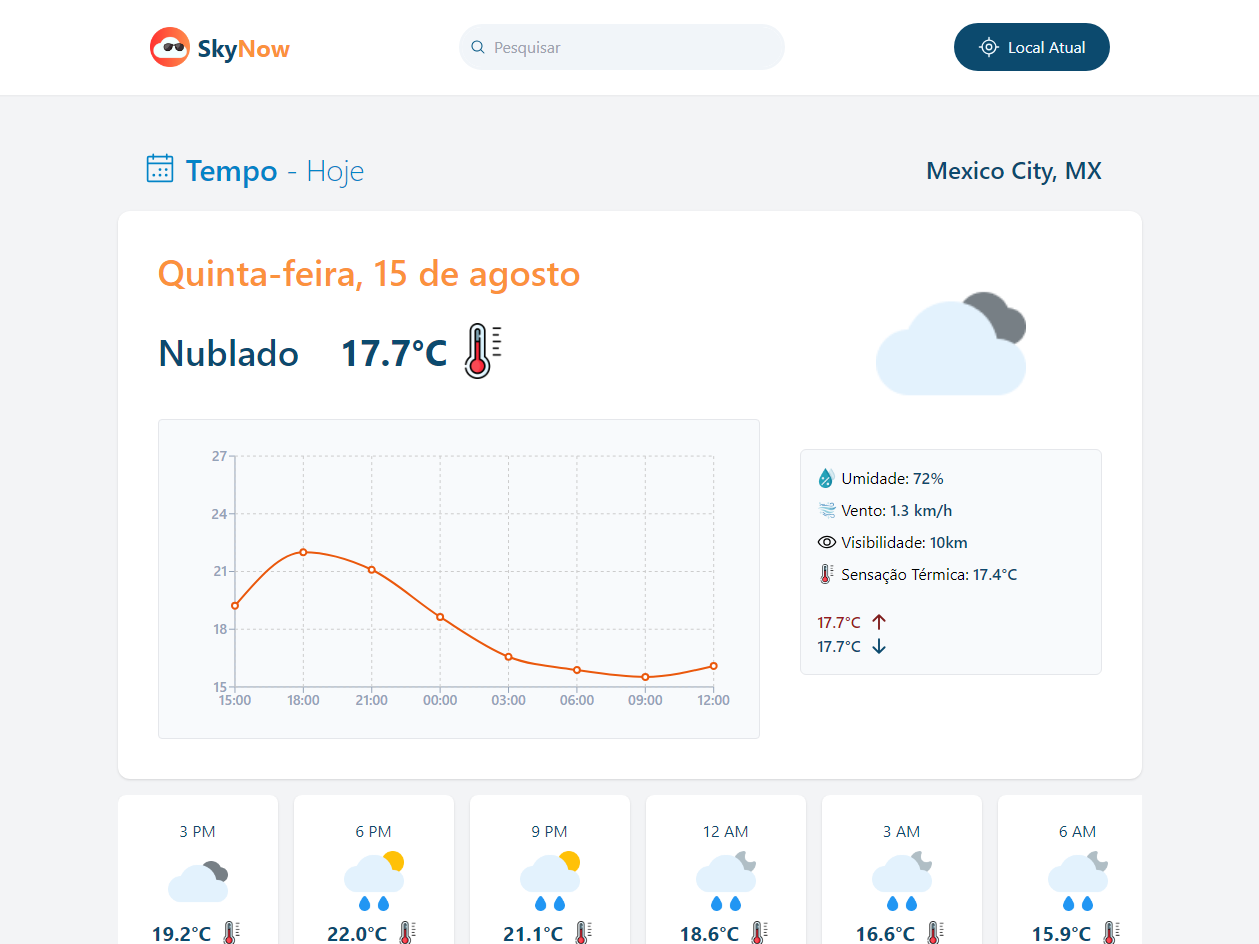 SkyNow
Pesquisar
Local Atual
Tempo - Hoje
Mexico City, MX
Quinta-feira, 15 de agosto
Nublado 17.7°C
27
24
21
18
15
15:00 18:00 21:00 00:00 03:00 06:00 09:00 12:00
Umidade: 72%
Vento: 1.3 km/h
Visibilidade: 10km
Sensação Térmica: 17.4°C
17.7°C
17.7°C
3 PM
19.2°C
6 PM
22.0°C
9 PM
21.1°C
12 AM
18.6°C
3 AM
16.6°C
6 AM
15.9°C